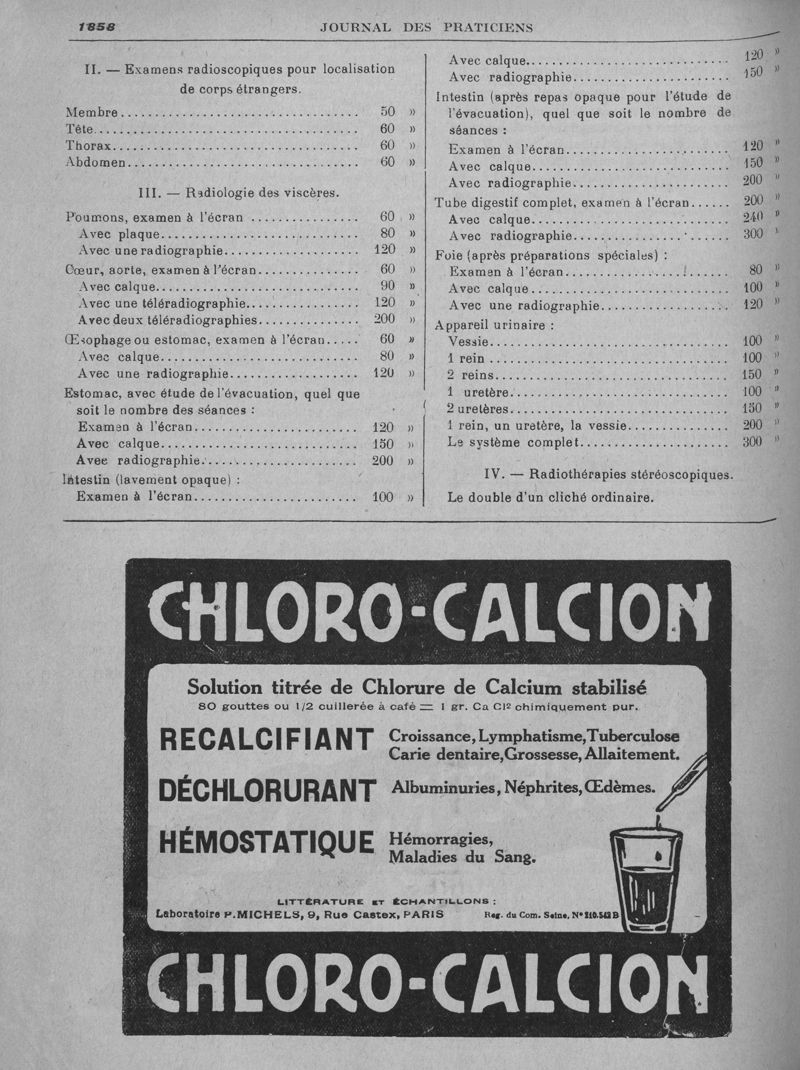 1858
JOURNAL DES PRATICIENS
II. — Examens radioscopiques pour localisation
de corps étrangers.
Membre.................................. 50 »
Tête...................................... 60 »
Thorax................................... 60 »
Abdomen................................. 60 »
III. — Radiologie des viscères.
Poumons, examen à l'écran ................ 60 »
Avec plaque............................. 80 »
Avec une radiographie................... 120 »
Cœur, aorte, examen à l'écran.............. 60 »
Avec calque............................. 90 »
Avec une téléradiographie................ 120 »
Avec deux téléradiographies.............. 200 »
Œsophage ou estomac, examen à l'écran..... 60 »
Avec calque............................. 80 »
Avec une radiographie................... 120 »
Estomac, avec étude de l'évacuation, quel que
soit le nombre des séances :
Examen à l'écran........................ 120 »
Avec calque............................. 150 »
Avec radiographie....................... 200 »
Intestin (lavement opaque) :
Examen à l'écran........................ 100 »
Avec calque............................. 120 »
Avec radiographie....................... 150 »
Intestin (après repas opaque pour l'étude de
l'évacuation), quel que soit le nombre de
séances :
Examen à l'écran........................ 120 »
Avec calque............................. 150 »
Avec radiographie....................... 200 »
Tube digestif complet, examen à l'écran...... 200 »
Avec calque............................. 240 »
Avec radiographie....................... 300 »
Foie (après préparations spéciales) :
Examen à l'écran........................ 80 »
Avec calque............................. 100 »
Avec une radiographie................... 120 »
Appareil urinaire :
Vessie.................................. 100 »
1 rein .................................. 100 »
2 reins.................................. 150 »
1 uretère................................ 100 »
2 uretères............................... 150 »
1 rein, un uretère, la vessie............... 200 »
Le système complet...................... 300 »
IV. — Radiothérapies stéréoscopiques.
Le double d'un cliché ordinaire.
CHLORO-CALCION
Solution titrée de Chlorure de Calcium stabilisé
80 gouttes ou 1/2 cuillerée à café = 1 gr. Ca Cl² chimiquement pur.
RECALCIFIANT Croissance, Lymphatisme, Tuberculose
Carie dentaire, Grossesse, Allaitement.
DÉCHLORURANT Albuminuries, Néphrites, Œdèmes.
HÉMOSTATIQUE Hémorragies,
Maladies du Sang.
LITTÉRATURE ET ÉCHANTILLONS :
Laboratoire P. MICHELS, 9, Rue Castex, PARIS Reg. du Com. Seine, N° 210.542 B
CHLORO-CALCION